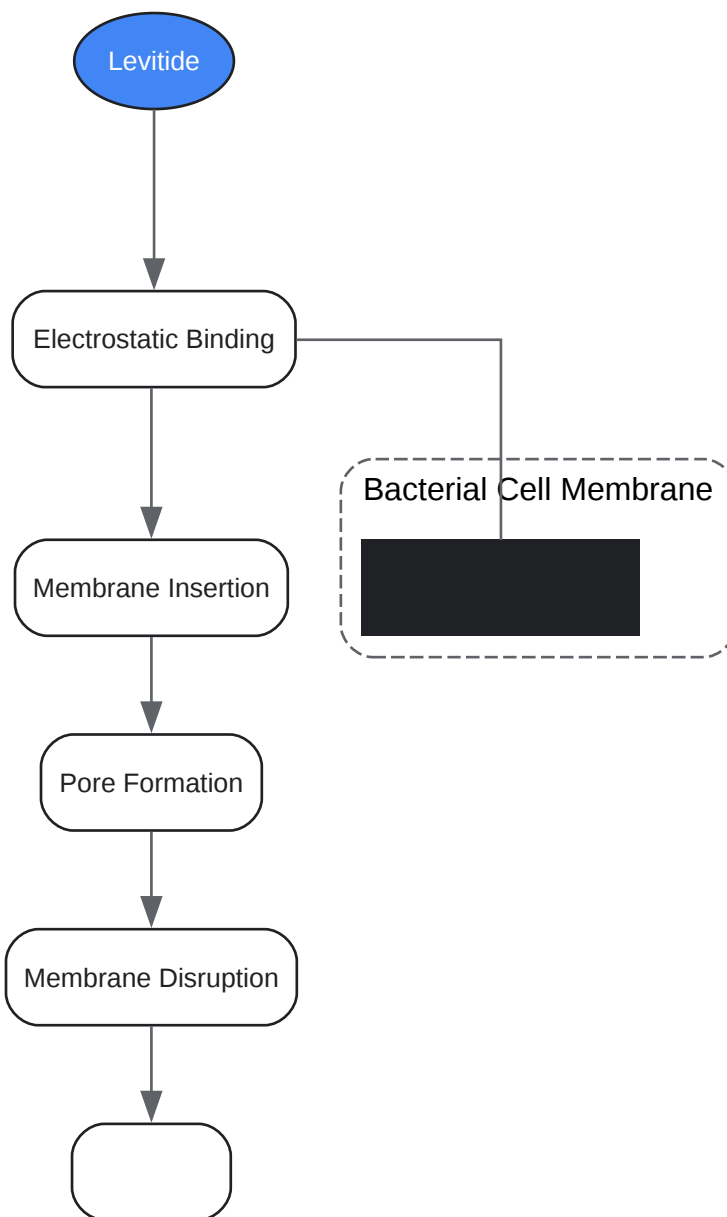 Levitide
Electrostatic Binding
Bacterial Cell Membrane
Membrane Insertion
Pore Formation
Membrane Disruption